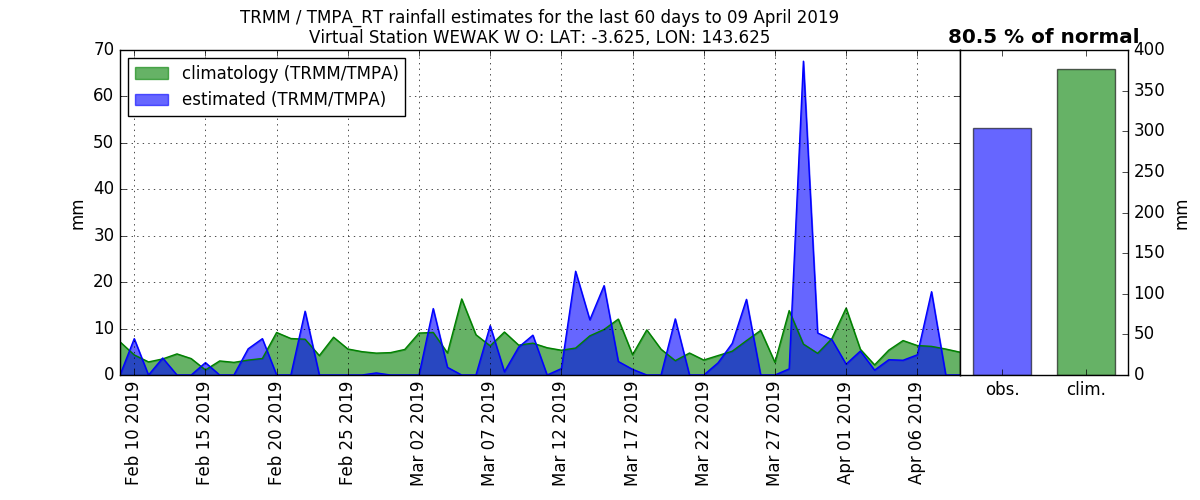 TRMM / TMPA_RT rainfall estimates for the last 60 days to 09 April 2019
Virtual Station WEWAK W O: LAT: -3.625, LON: 143.625
80.5 % of normal
climatology (TRMM/TMPA)
estimated (TRMM/TMPA)
70
60
50
40
30
20
10
0
mm
Feb 10 2019
Feb 15 2019
Feb 20 2019
Feb 25 2019
Mar 02 2019
Mar 07 2019
Mar 12 2019
Mar 17 2019
Mar 22 2019
Mar 27 2019
Apr 01 2019
Apr 06 2019
obs.
clim.
400
350
300
250
200
150
100
50
0
mm